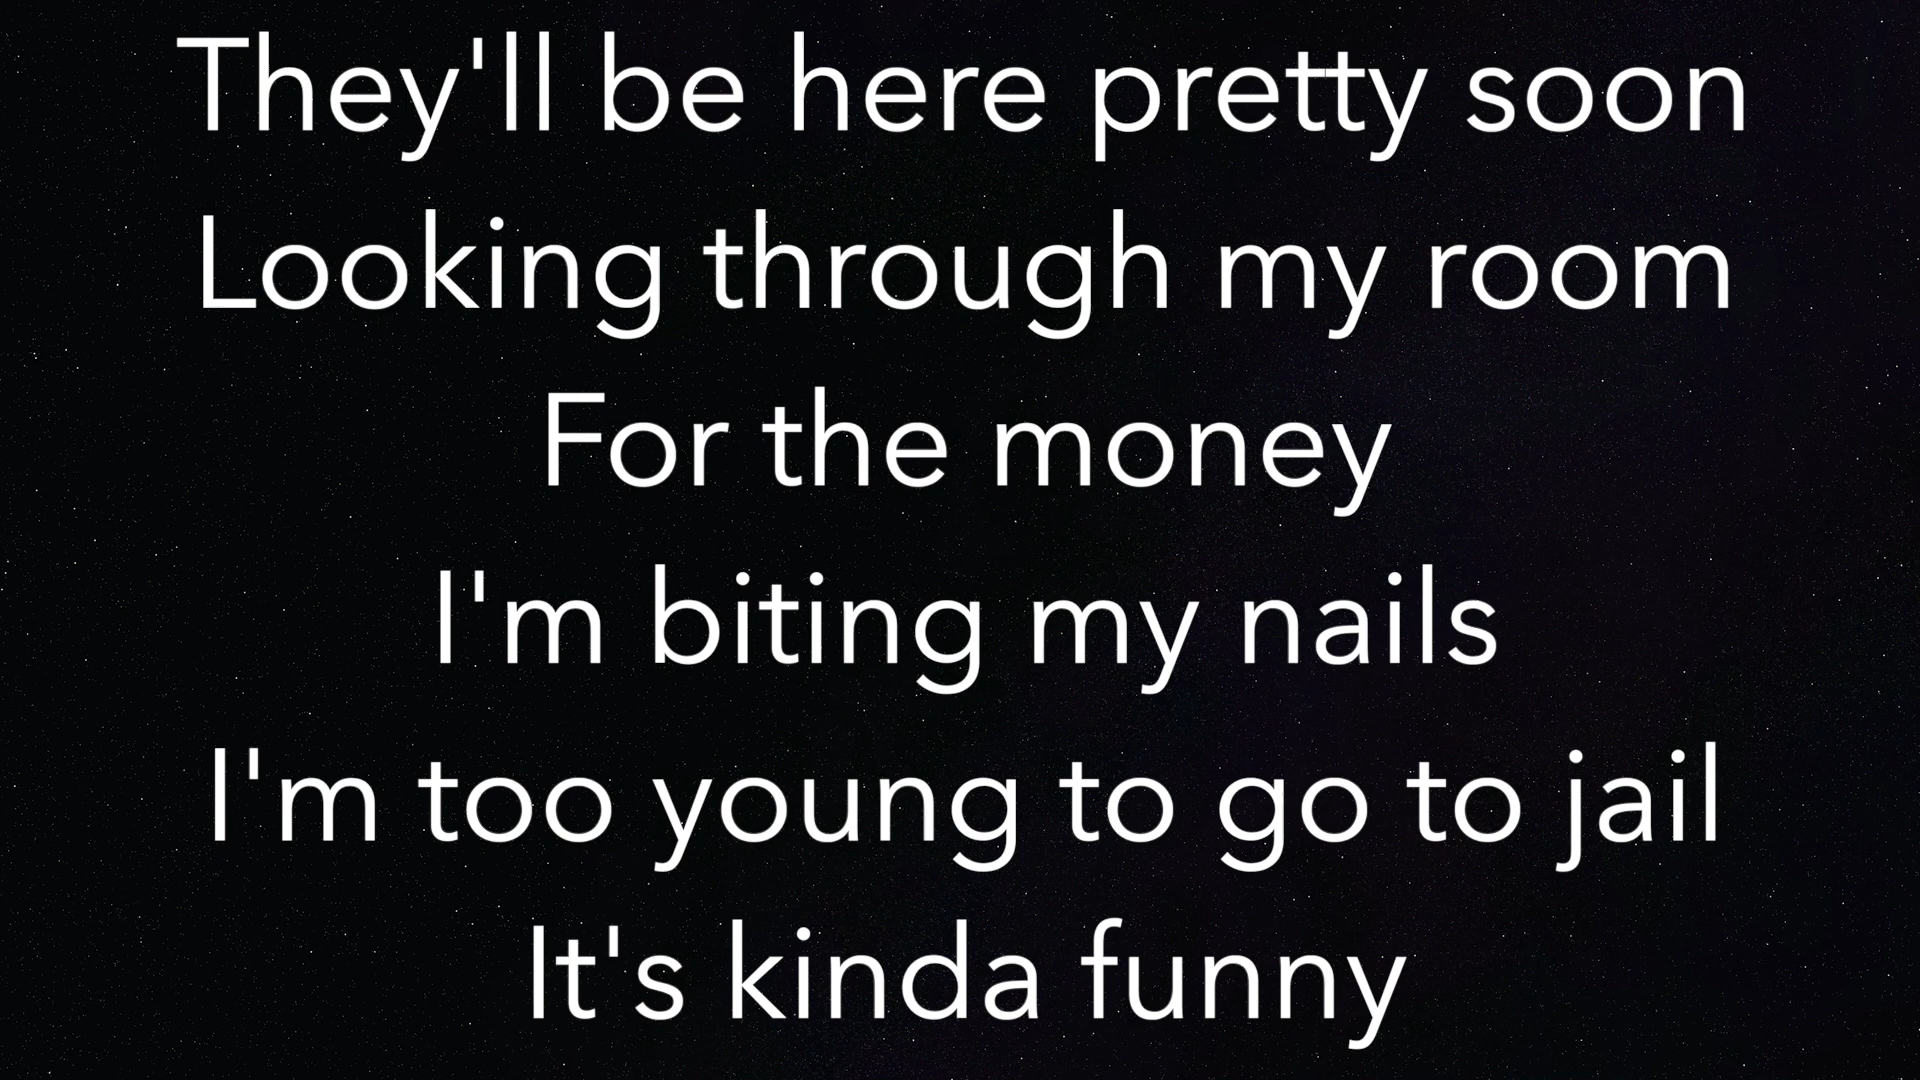 They'll be here pretty soon
Looking through my room
For the money
I'm biting my nails
I'm too young to go to jail
It's kinda funny